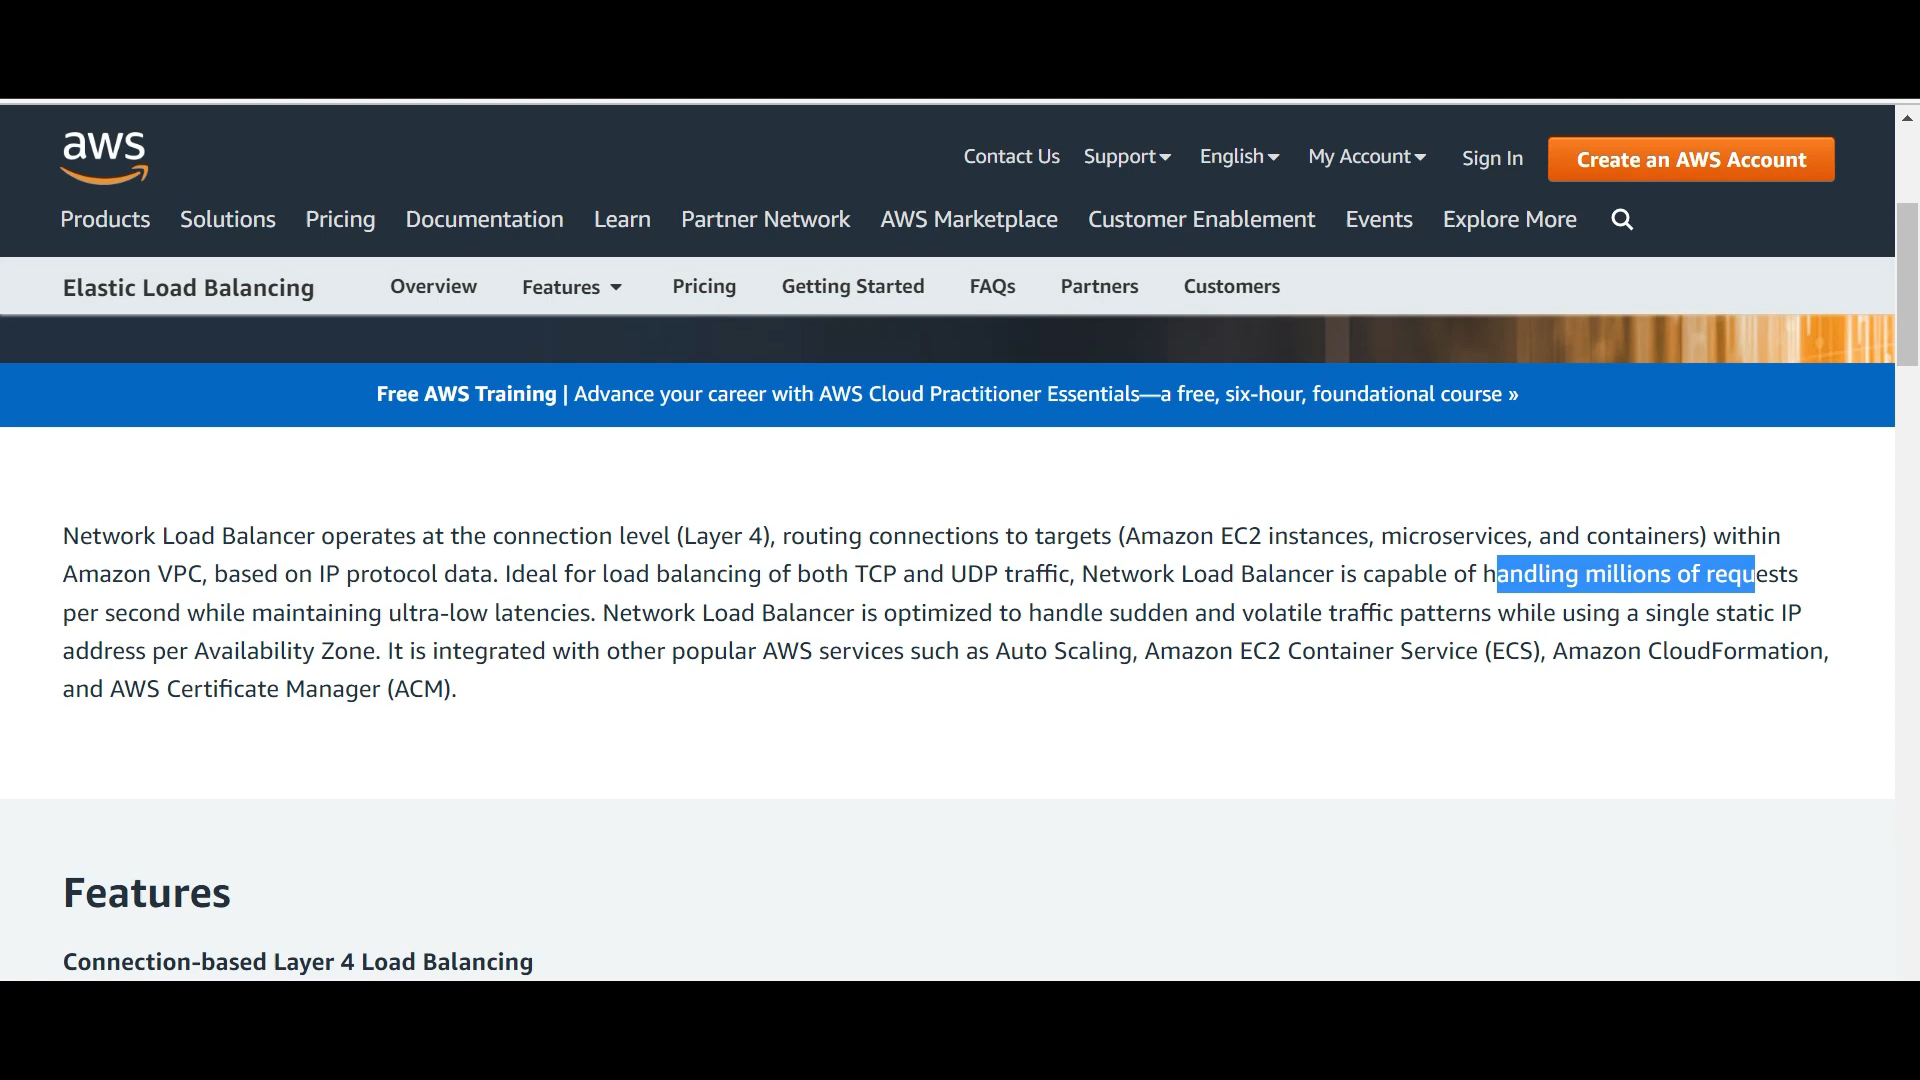 aws
Contact Us Support English My Account Sign In Create an AWS Account
Products Solutions Pricing Documentation Learn Partner Network AWS Marketplace Customer Enablement Events Explore More
Elastic Load Balancing Overview Features Pricing Getting Started FAQs Partners Customers
Free AWS Training | Advance your career with AWS Cloud Practitioner Essentials—a free, six-hour, foundational course »
Network Load Balancer operates at the connection level (Layer 4), routing connections to targets (Amazon EC2 instances, microservices, and containers) within
Amazon VPC, based on IP protocol data. Ideal for load balancing of both TCP and UDP traffic, Network Load Balancer is capable of handling millions of requests
per second while maintaining ultra-low latencies. Network Load Balancer is optimized to handle sudden and volatile traffic patterns while using a single static IP
address per Availability Zone. It is integrated with other popular AWS services such as Auto Scaling, Amazon EC2 Container Service (ECS), Amazon CloudFormation,
and AWS Certificate Manager (ACM).
Features
Connection-based Layer 4 Load Balancing